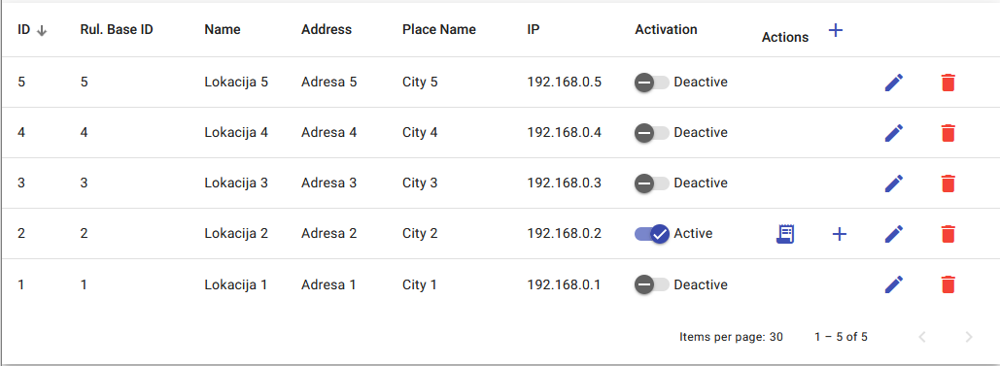 ID Rul. Base ID Name Address Place Name IP Activation Actions
5 5 Lokacija 5 Adresa 5 City 5 192.168.0.5 Deactive
4 4 Lokacija 4 Adresa 4 City 4 192.168.0.4 Deactive
3 3 Lokacija 3 Adresa 3 City 3 192.168.0.3 Deactive
2 2 Lokacija 2 Adresa 2 City 2 192.168.0.2 Active
1 1 Lokacija 1 Adresa 1 City 1 192.168.0.1 Deactive
Items per page: 30 1 – 5 of 5